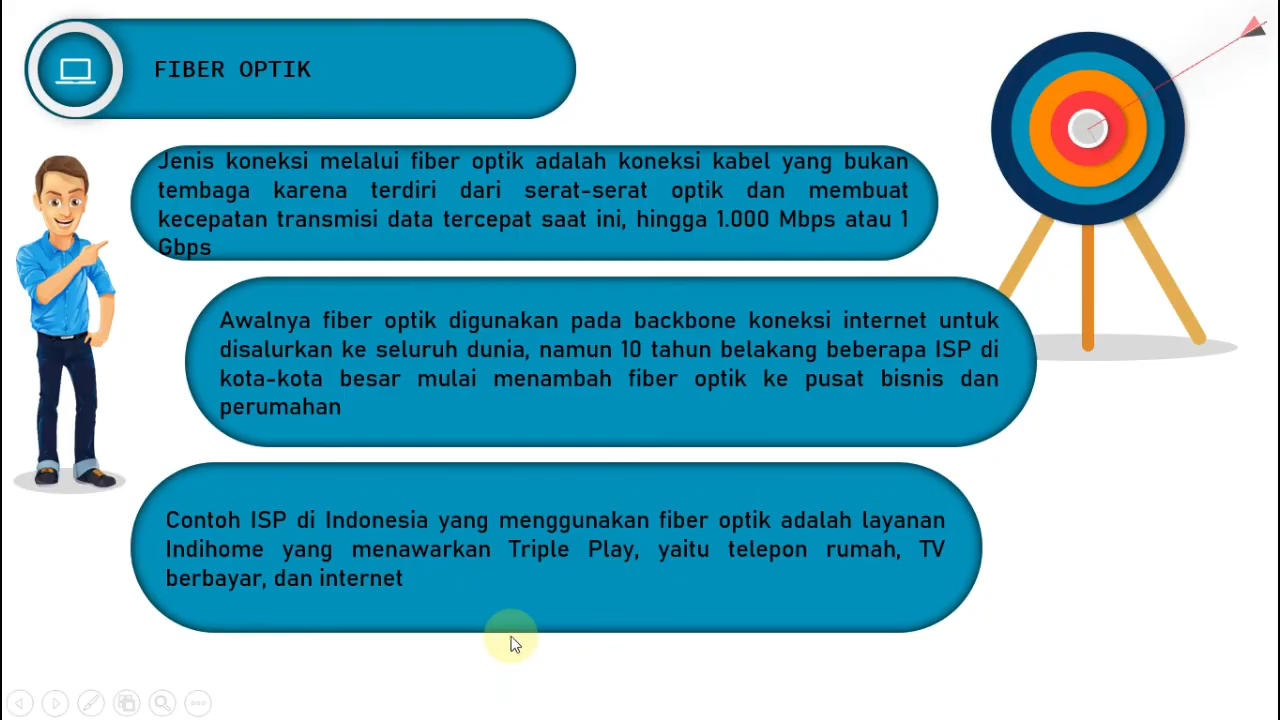 FIBER OPTIK
Jenis koneksi melalui fiber optik adalah koneksi kabel yang bukan
tembaga karena terdiri dari serat-serat optik dan membuat
kecepatan transmisi data tercepat saat ini, hingga 1.000 Mbps atau 1
Gbps
Awalnya fiber optik digunakan pada backbone koneksi internet untuk
disalurkan ke seluruh dunia, namun 10 tahun belakang beberapa ISP di
kota-kota besar mulai menambah fiber optik ke pusat bisnis dan
perumahan
Contoh ISP di Indonesia yang menggunakan fiber optik adalah layanan
Indihome yang menawarkan Triple Play, yaitu telepon rumah, TV
berbayar, dan internet